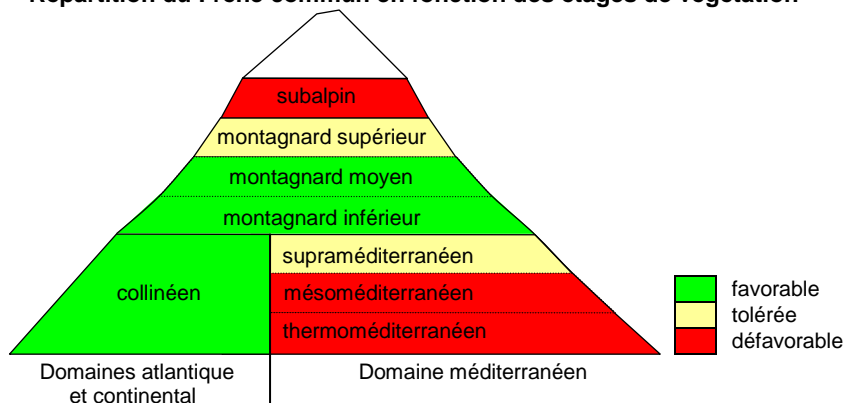 Répartition du Frêne commun en fonction des étages de végétation
subalpin
montagnard supérieur
montagnard moyen
montagnard inférieur
supraméditerranéen
collinéen
mésoméditerranéen
thermoméditerranéen
favorable
tolérée
défavorable
Domaines atlantique
et continental
Domaine méditerranéen